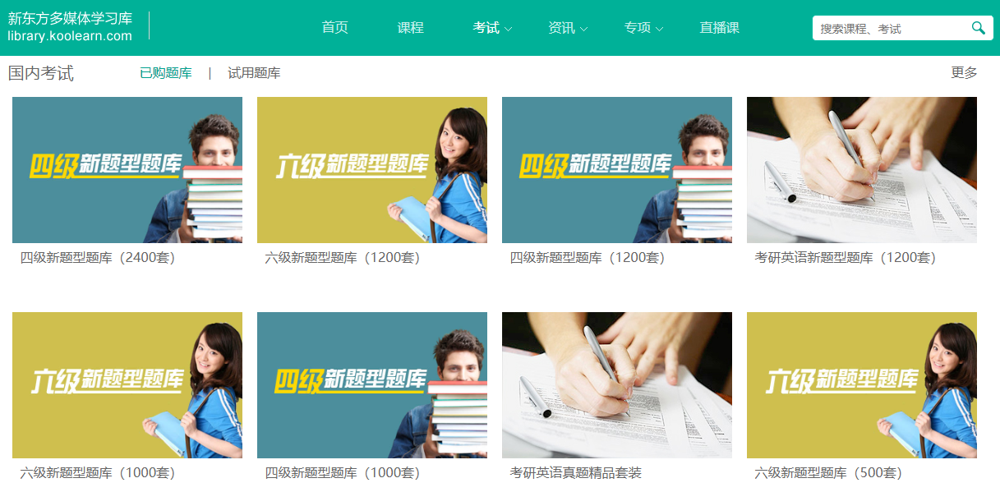 新东方多媒体学习库
library.koolearn.com
首页 课程 考试 资讯 专项 直播课
搜索课程、考试
国内考试 已购题库 | 试用题库 更多
四级新题型题库
六级新题型题库
四级新题型题库
四级新题型题库（2400套）
六级新题型题库（1200套）
四级新题型题库（1200套）
考研英语新题型题库（1200套）
六级新题型题库
四级新题型题库
六级新题型题库
六级新题型题库（1000套）
四级新题型题库（1000套）
考研英语真题精品套装
六级新题型题库（500套）